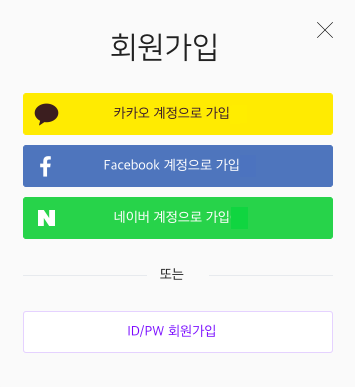 회원가입
카카오 계정으로 가입
Facebook 계정으로 가입
네이버 계정으로 가입
또는
ID/PW 회원가입